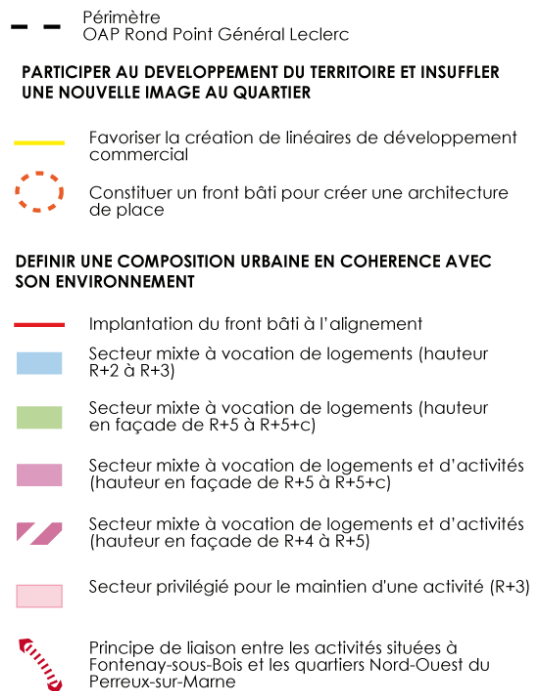 Périmètre
OAP Rond Point Général Leclerc
PARTICIPER AU DEVELOPPEMENT DU TERRITOIRE ET INSUFFLER
UNE NOUVELLE IMAGE AU QUARTIER
Favoriser la création de linéaires de développement
commercial
Constituer un front bâti pour créer une architecture
de place
DEFINIR UNE COMPOSITION URBAINE EN COHERENCE AVEC
SON ENVIRONNEMENT
Implantation du front bâti à l'alignement
Secteur mixte à vocation de logements (hauteur
R+2 à R+3)
Secteur mixte à vocation de logements (hauteur
en façade de R+5 à R+5+c)
Secteur mixte à vocation de logements et d'activités
(hauteur en façade de R+5 à R+5+c)
Secteur mixte à vocation de logements et d'activités
(hauteur en façade de R+4 à R+5)
Secteur privilégié pour le maintien d'une activité (R+3)
Principe de liaison entre les activités situées à
Fontenay-sous-Bois et les quartiers Nord-Ouest du
Perreux-sur-Marne